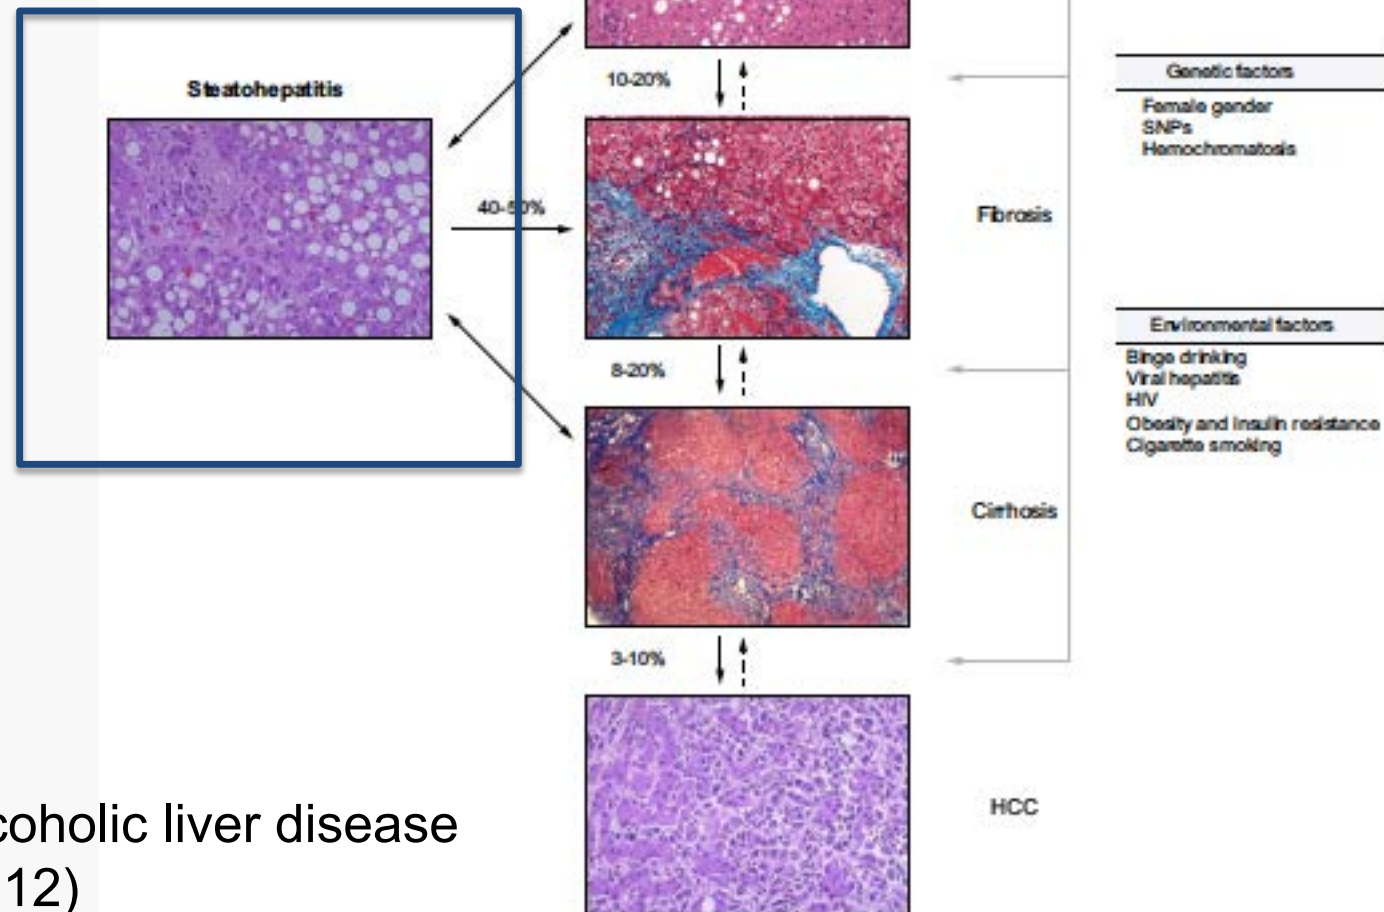 Steatohepatitis
10-20%
40-50%
Fibrosis
8-20%
Cirrhosis
3-10%
HCC
Genetic factors
Female gender
SNPs
Hemochromatosis
Environmental factors
Binge drinking
Viral hepatitis
HIV
Obesity and insulin resistance
Cigarette smoking
coholic liver disease
12)